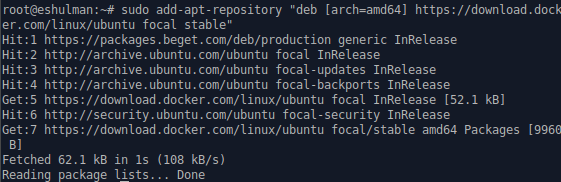 root@eshulman:~# sudo add-apt-repository "deb [arch=amd64] https://download.dock
er.com/linux/ubuntu focal stable"
Hit:1 https://packages.beget.com/deb/production generic InRelease
Hit:2 http://archive.ubuntu.com/ubuntu focal InRelease
Hit:3 http://archive.ubuntu.com/ubuntu focal-updates InRelease
Hit:4 http://archive.ubuntu.com/ubuntu focal-backports InRelease
Get:5 https://download.docker.com/linux/ubuntu focal InRelease [52.1 kB]
Hit:6 http://security.ubuntu.com/ubuntu focal-security InRelease
Get:7 https://download.docker.com/linux/ubuntu focal/stable amd64 Packages [9960
 B]
Fetched 62.1 kB in 1s (108 kB/s)
Reading package lists... Done